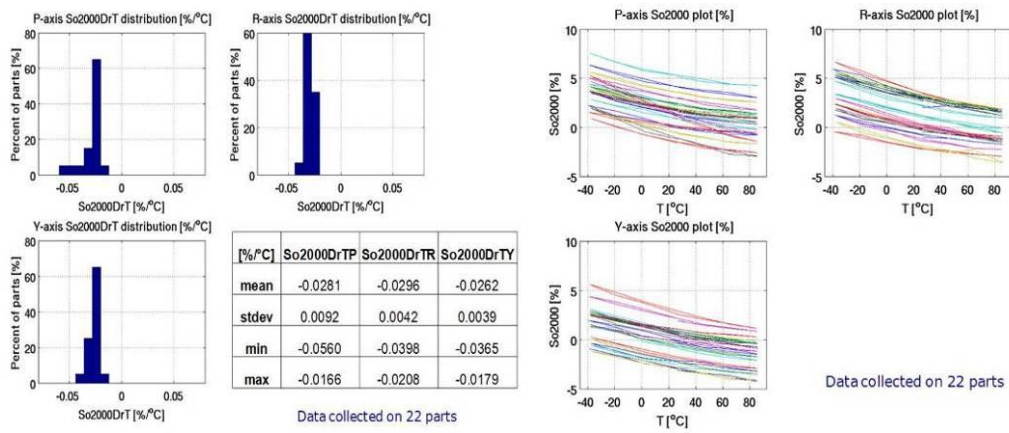 P-axis So2000DrT distribution [%/°C]
Percent of parts [%]
80
60
40
20
0
-0.05 0 0.05
So2000DrT [%/°C]
R-axis So2000DrT distribution [%/°C]
Percent of parts [%]
60
40
20
0
-0.05 0 0.05
So2000DrT [%/°C]
Y-axis So2000DrT distribution [%/°C]
Percent of parts [%]
80
60
40
20
0
-0.05 0 0.05
So2000DrT [%/°C]
[%/°C] So2000DrTP So2000DrTR So2000DrTY
mean -0.0281 -0.0296 -0.0262
stdev 0.0092 0.0042 0.0039
min -0.0560 -0.0398 -0.0365
max -0.0166 -0.0208 -0.0179
Data collected on 22 parts
P-axis So2000 plot [%]
So2000 [%]
10
5
0
-5
-40 -20 0 20 40 60 80
T [°C]
R-axis So2000 plot [%]
So2000 [%]
10
5
0
-5
-40 -20 0 20 40 60 80
T [°C]
Y-axis So2000 plot [%]
So2000 [%]
10
5
0
-5
-40 -20 0 20 40 60 80
T [°C]
Data collected on 22 parts